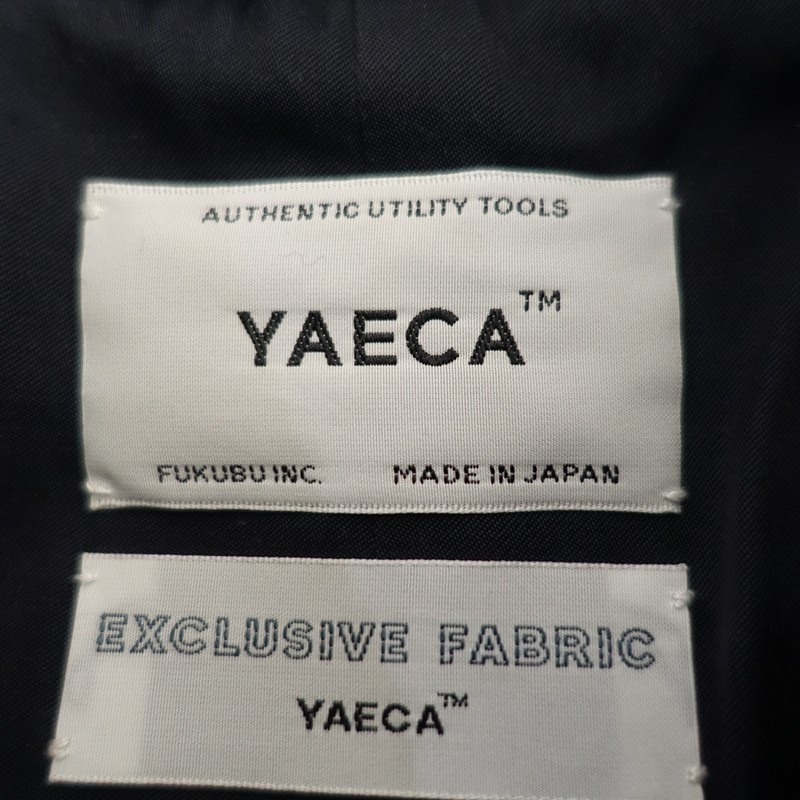 AUTHENTIC UTILITY TOOLS
YAECA™
FUKUBU INC. MADE IN JAPAN
EXCLUSIVE FABRIC
YAECA™